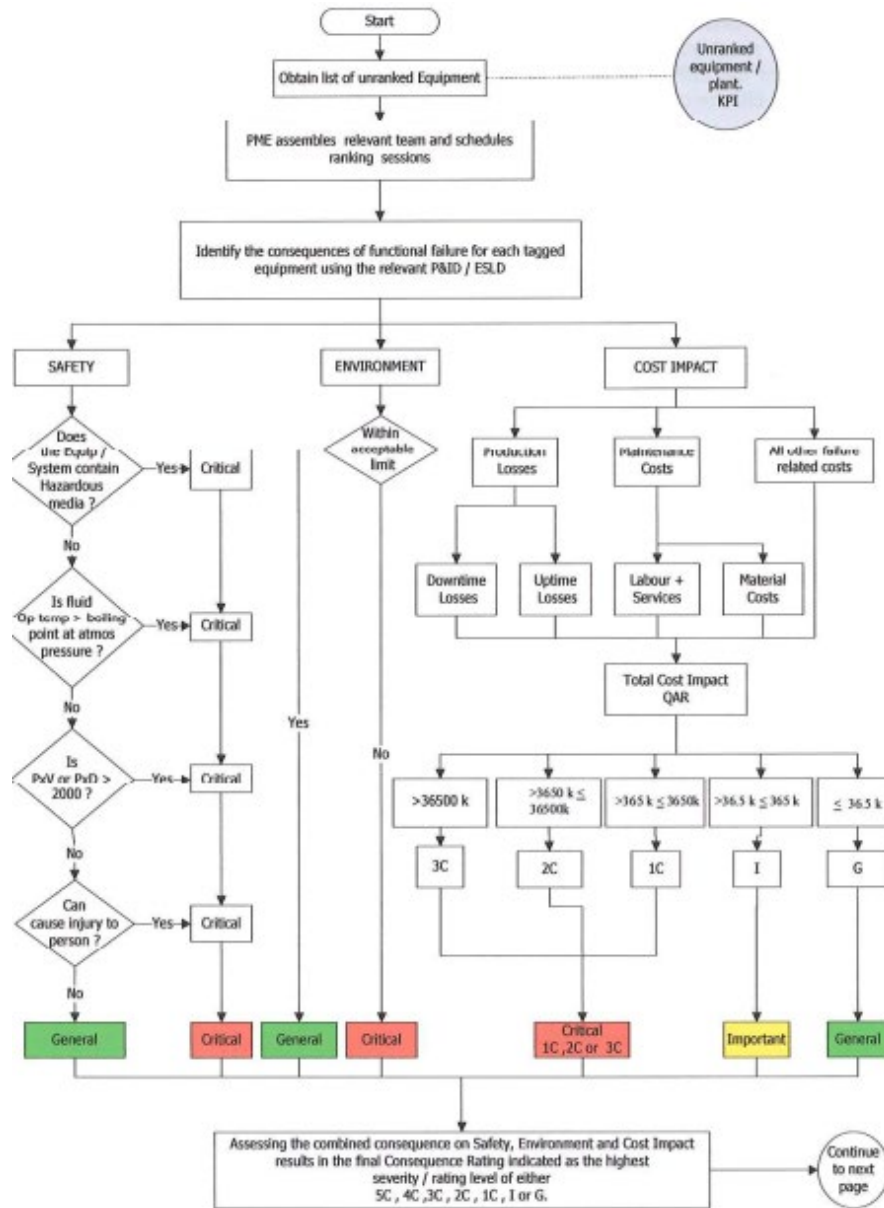 Start
Obtain list of unranked Equipment
Unranked
equipment /
plant.
KPI
PME assembles relevant team and schedules
ranking sessions
Identify the consequences of functional failure for each tagged
equipment using the relevant P&ID / ESLD
SAFETY
ENVIRONMENT
COST IMPACT
Does
the Equip /
System contain
Hazardous
media ?
Yes
Critical
Within
acceptable
limit
Production
Losses
Maintenance
Costs
All other failure
related costs
No
Is fluid
Op temp > boiling
point at atmos
pressure ?
Yes
Critical
Downtime
Losses
Uptime
Losses
Labour +
Services
Material
Costs
Total Cost Impact
QAR
No
Yes
No
Is
PxV or PxD >
2000 ?
Yes
Critical
>36500 k
>3650 k ≤
36500k
>365 k ≤ 3650k
>36.5 k ≤ 365 k
≤ 36.5 k
No
3C
2C
1C
I
G
Can
cause injury to
person ?
Yes
Critical
No
General
Critical
General
Critical
Critical
1C ,2C or 3C
Important
General
Assessing the combined consequence on Safety, Environment and Cost Impact
results in the final Consequence Rating indicated as the highest
severity / rating level of either
5C , 4C ,3C , 2C , 1C , I or G.
Continue
to next
page